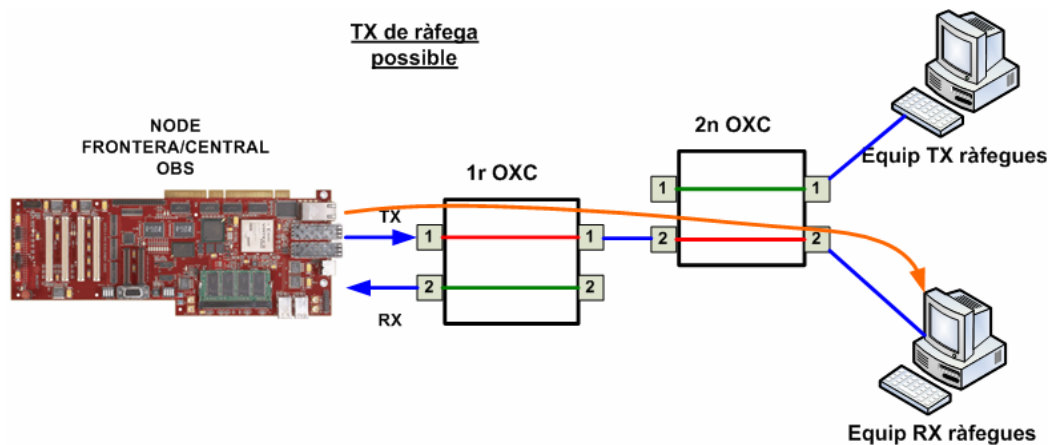 TX de ràfega
possible
NODE
FRONTERA/CENTRAL
OBS
2n OXC
Equip TX ràfegues
1r OXC
1
1
TX
1
1
2
2
2
2
RX
Equip RX ràfegues